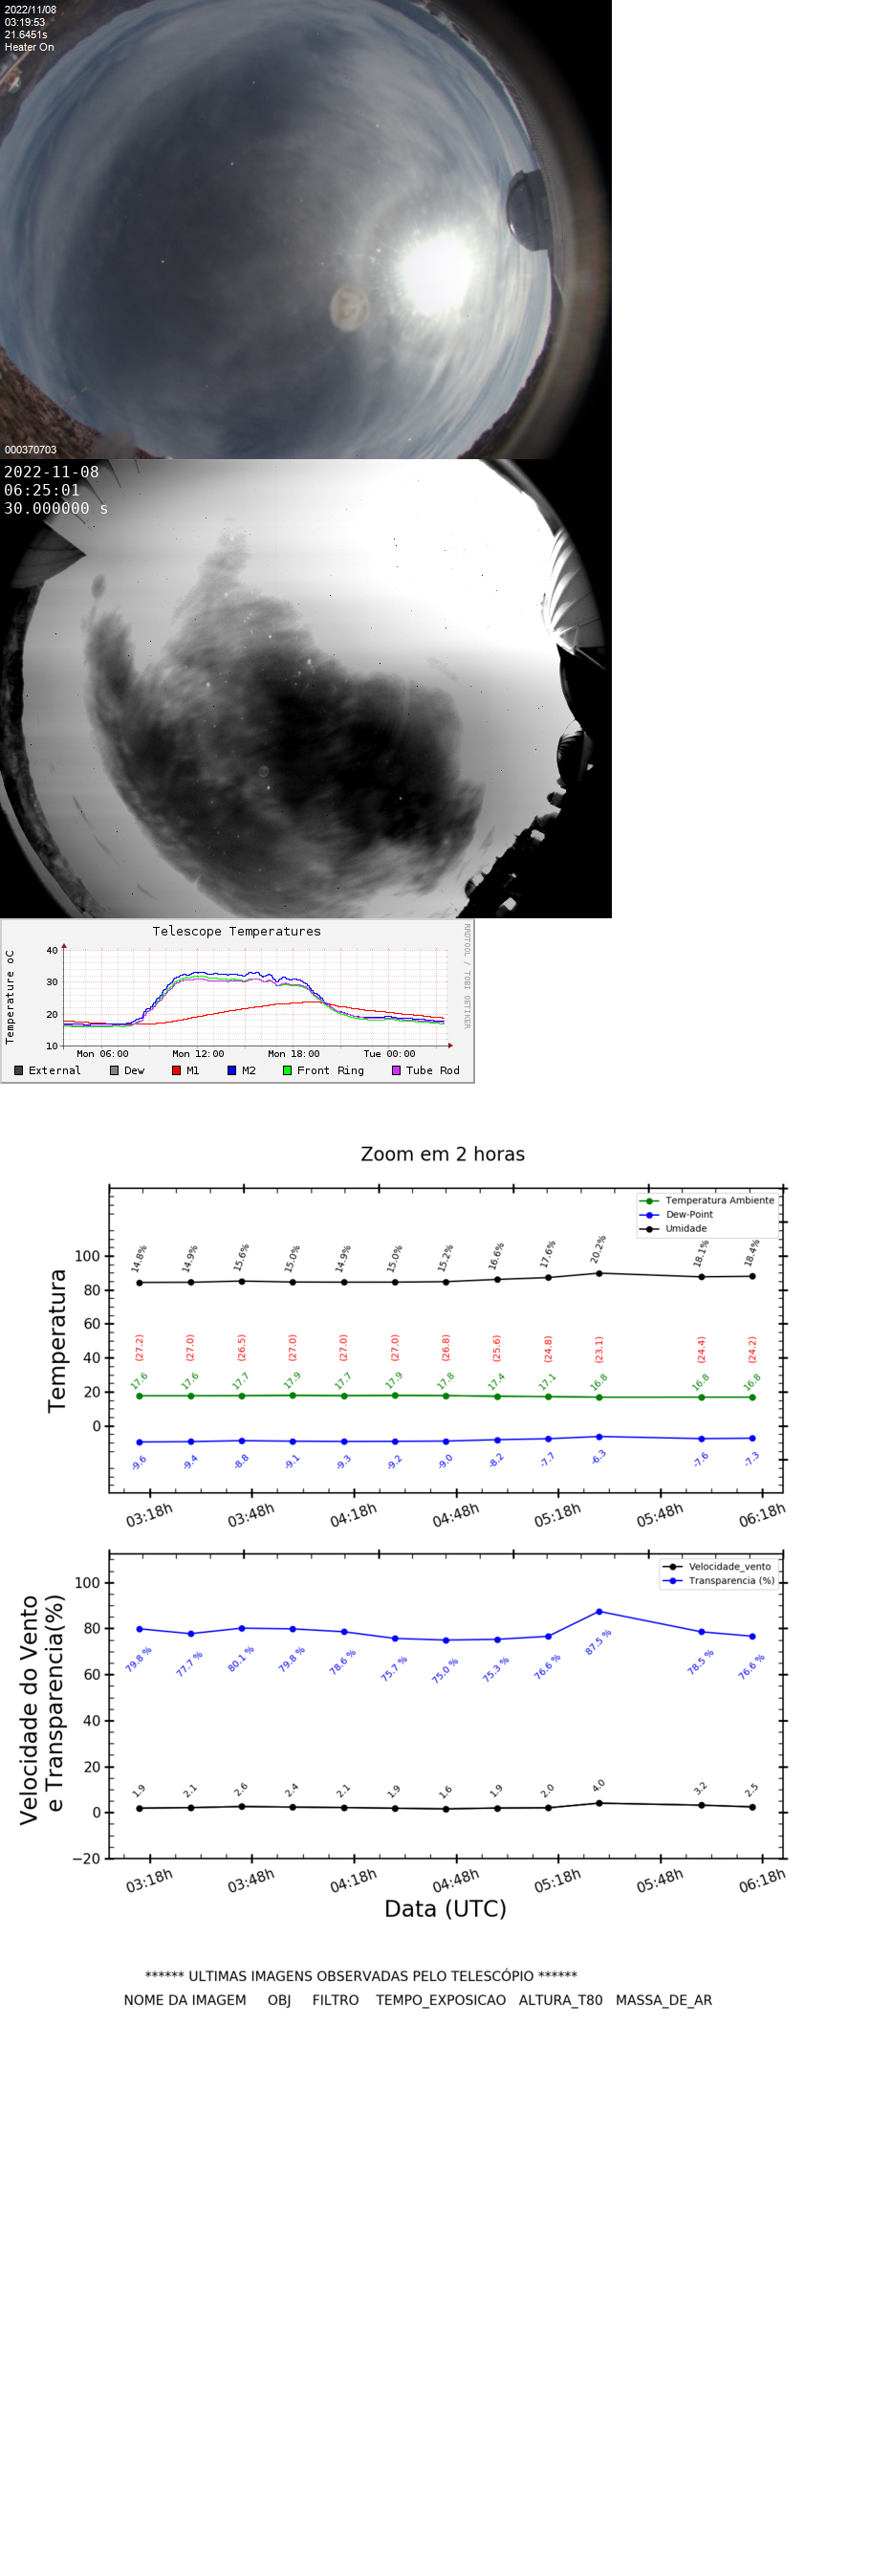 2022/11/08
03:19:53
21.6451s
Heater On
000370703
2022-11-08
06:25:01
30.000000 s
Telescope Temperatures
RRDTOOL / TOBI OETIKER
Temperature oC
40
30
20
10
Mon 06:00 Mon 12:00 Mon 18:00 Tue 00:00
External Dew M1 M2 Front Ring Tube Rod
Zoom em 2 horas
Temperatura Ambiente
Dew-Point
Umidade
Temperatura
100
80
60
40
20
0
14.8% 14.9% 15.6% 15.0% 14.9% 15.0% 15.2% 16.6% 17.6% 20.2% 18.1% 18.4%
(27.2) (27.0) (26.5) (27.0) (27.0) (27.0) (26.8) (25.6) (24.8) (23.1) (24.4) (24.2)
17.6 17.6 17.7 17.9 17.7 17.9 17.8 17.4 17.1 16.8 16.8 16.8
-9.6 -9.4 -8.8 -9.1 -9.3 -9.2 -9.0 -8.2 -7.7 -6.3 -7.6 -7.3
03:18h 03:48h 04:18h 04:48h 05:18h 05:48h 06:18h
Velocidade_vento
Transparencia (%)
Velocidade do Vento
e Transparencia(%)
100
80
60
40
20
0
−20
79.8 % 77.7 % 80.1 % 79.8 % 78.6 % 75.7 % 75.0 % 75.3 % 76.6 % 87.5 % 78.5 % 76.6 %
1.9 2.1 2.6 2.4 2.1 1.9 1.6 1.9 2.0 4.0 3.2 2.5
03:18h 03:48h 04:18h 04:48h 05:18h 05:48h 06:18h
Data (UTC)
****** ULTIMAS IMAGENS OBSERVADAS PELO TELESCÓPIO ******
NOME DA IMAGEM OBJ FILTRO TEMPO_EXPOSICAO ALTURA_T80 MASSA_DE_AR